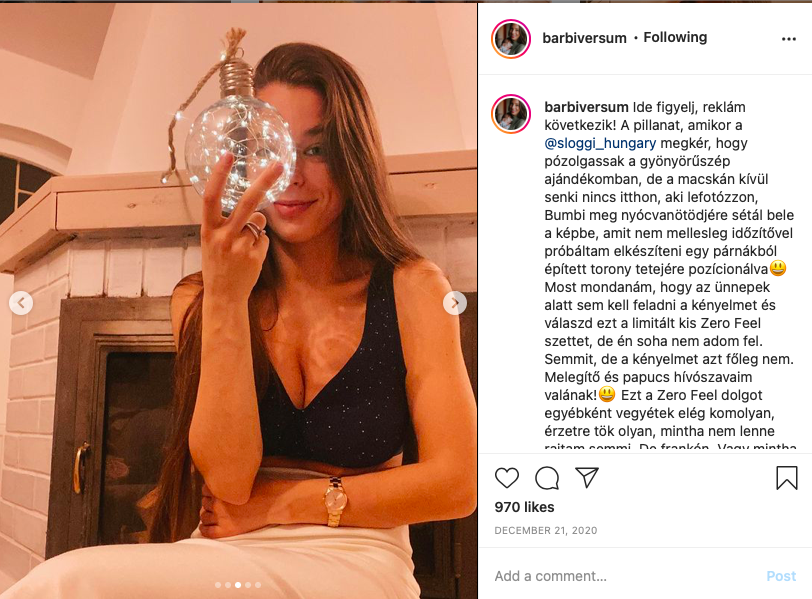 barbiversum • Following
barbiversum Ide figyelj, reklám
következik! A pillanat, amikor a
@sloggi_hungary megkér, hogy
pózolgassak a gyönyörűszép
ajándékomban, de a macskán kívül
senki nincs itthon, aki lefotózzon,
Bumbi meg nyócvanötödjére sétál bele
a képbe, amit nem mellesleg időzítővel
próbáltam elkészíteni egy párnákból
épített torony tetejére pozícionálva😃
Most mondanám, hogy az ünnepek
alatt sem kell feladni a kényelmet és
válaszd ezt a limitált kis Zero Feel
szettet, de én soha nem adom fel.
Semmit, de a kényelmet azt főleg nem.
Melegítő és papucs hívószavaim
valának!😃 Ezt a Zero Feel dolgot
egyébként vegyétek elég komolyan,
érzetre tök olyan, mintha nem lenne
rajtam semmi. De frankón. Vagy mintha
970 likes
DECEMBER 21, 2020
Add a comment...
Post